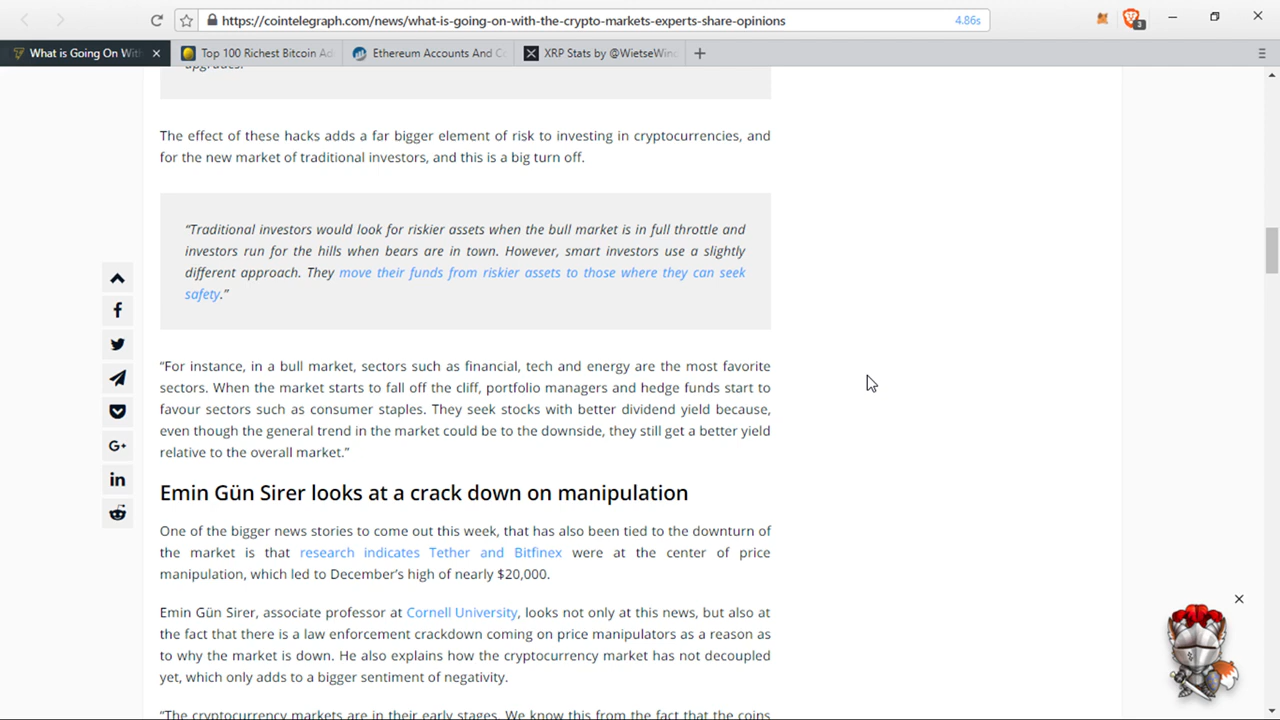 https://cointelegraph.com/news/what-is-going-on-with-the-crypto-markets-experts-share-opinions
4.86s
3
What is Going On Wit
Top 100 Richest Bitcoin Ad
Ethereum Accounts And Co
XRP Stats by @WietseWind
upgrades.
The effect of these hacks adds a far bigger element of risk to investing in cryptocurrencies, and
for the new market of traditional investors, and this is a big turn off.
“Traditional investors would look for riskier assets when the bull market is in full throttle and
investors run for the hills when bears are in town. However, smart investors use a slightly
different approach. They move their funds from riskier assets to those where they can seek
safety.”
“For instance, in a bull market, sectors such as financial, tech and energy are the most favorite
sectors. When the market starts to fall off the cliff, portfolio managers and hedge funds start to
favour sectors such as consumer staples. They seek stocks with better dividend yield because,
even though the general trend in the market could be to the downside, they still get a better yield
relative to the overall market.”
Emin Gün Sirer looks at a crack down on manipulation
One of the bigger news stories to come out this week, that has also been tied to the downturn of
the market is that research indicates Tether and Bitfinex were at the center of price
manipulation, which led to December’s high of nearly $20,000.
Emin Gün Sirer, associate professor at Cornell University, looks not only at this news, but also at
the fact that there is a law enforcement crackdown coming on price manipulators as a reason as
to why the market is down. He also explains how the cryptocurrency market has not decoupled
yet, which only adds to a bigger sentiment of negativity.
“The cryptocurrency markets are in their early stages. We know this from the fact that the coins